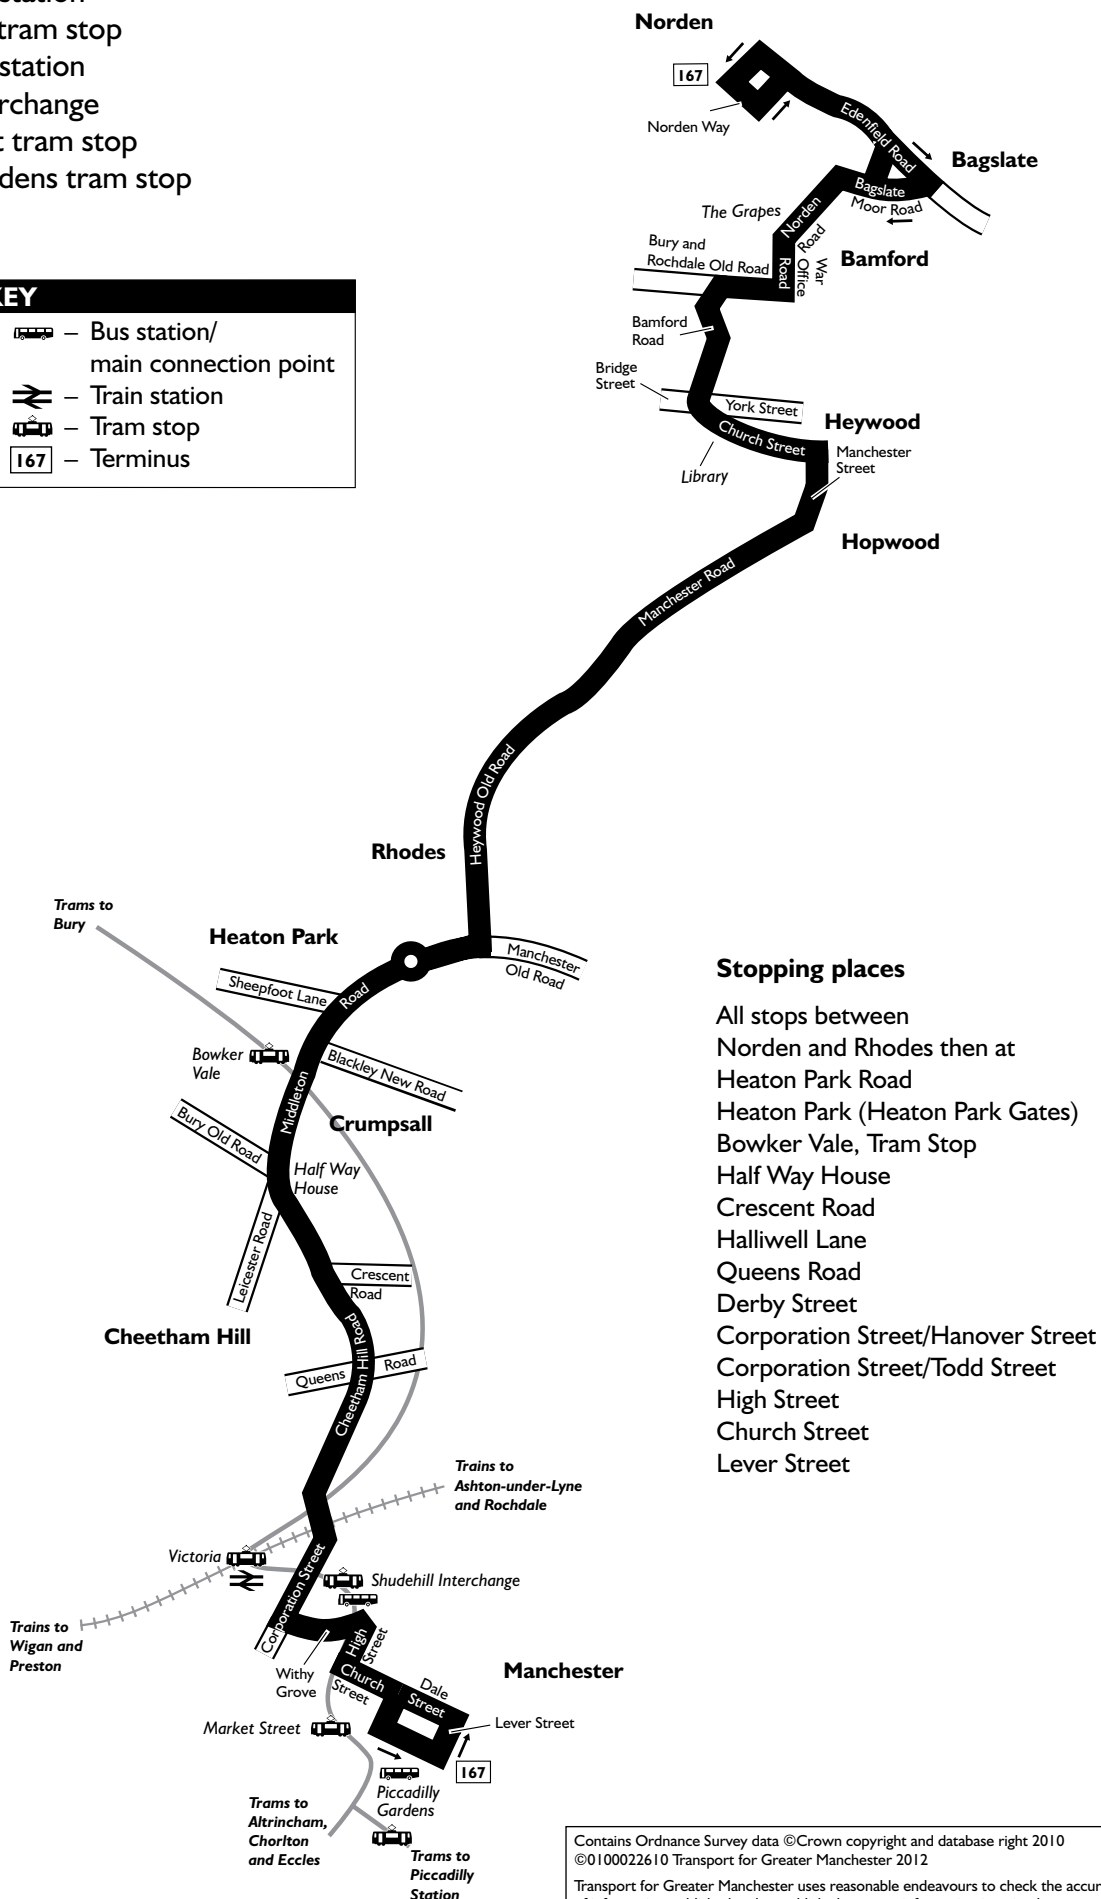 station
tram stop
station
rchange
t tram stop
dens tram stop
KEY
– Bus station/
main connection point
– Train station
– Tram stop
167 – Terminus
Norden
167
Norden Way
Edenfield Road
Bagslate
Bagslate
Moor Road
The Grapes
Norden
Road
Road
War
Office
Bamford
Bury and
Rochdale Old Road
Bamford
Road
Bridge
Street
York Street
Heywood
Church Street
Manchester
Street
Library
Hopwood
Manchester Road
Heywood Old Road
Rhodes
Trams to
Bury
Heaton Park
Manchester
Old Road
Sheepfoot Lane
Road
Bowker
Vale
Blackley New Road
Middleton
Crumpsall
Bury Old Road
Half Way
House
Leicester Road
Crescent
Road
Cheetham Hill
Cheetham Hill Road
Queens Road
Trains to
Ashton-under-Lyne
and Rochdale
Victoria
Corporation Street
Shudehill Interchange
Trains to
Wigan and
Preston
High
Street
Withy
Grove
Church
Street
Manchester
Dale
Street
Market Street
Lever Street
167
Piccadilly
Gardens
Trams to
Altrincham,
Chorlton
and Eccles
Trams to
Piccadilly
Station
Stopping places
All stops between
Norden and Rhodes then at
Heaton Park Road
Heaton Park (Heaton Park Gates)
Bowker Vale, Tram Stop
Half Way House
Crescent Road
Halliwell Lane
Queens Road
Derby Street
Corporation Street/Hanover Street
Corporation Street/Todd Street
High Street
Church Street
Lever Street
Contains Ordnance Survey data ©Crown copyright and database right 2010
©0100022610 Transport for Greater Manchester 2012
Transport for Greater Manchester uses reasonable endeavours to check the accur